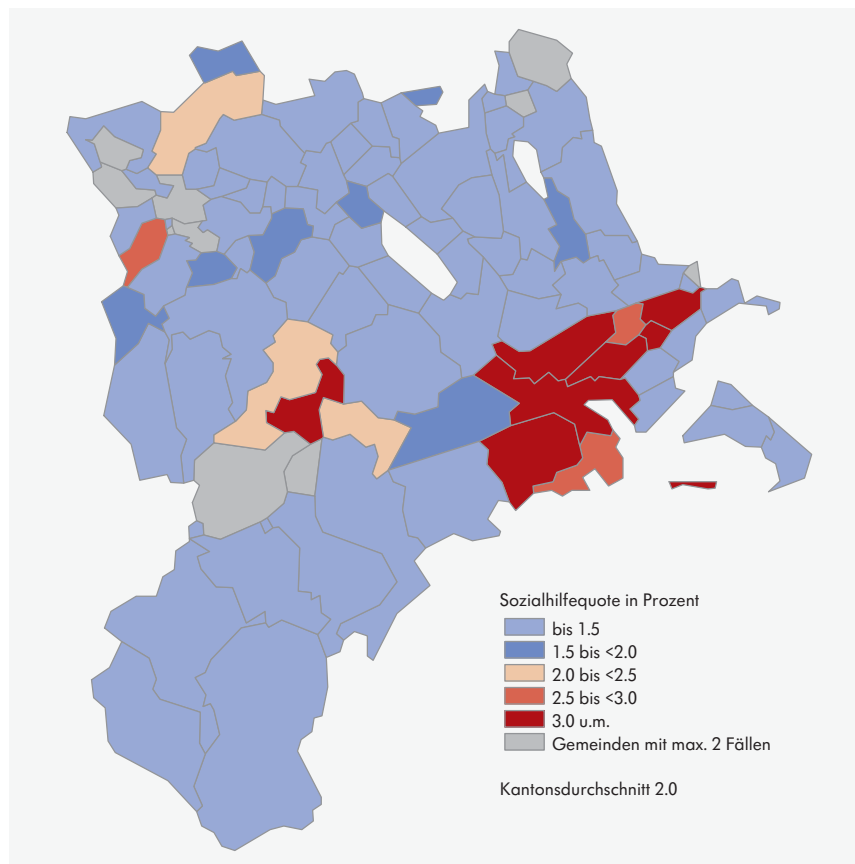 Sozialhilfequote in Prozent
bis 1.5
1.5 bis <2.0
2.0 bis <2.5
2.5 bis <3.0
3.0 u.m.
Gemeinden mit max. 2 Fällen
Kantonsdurchschnitt 2.0